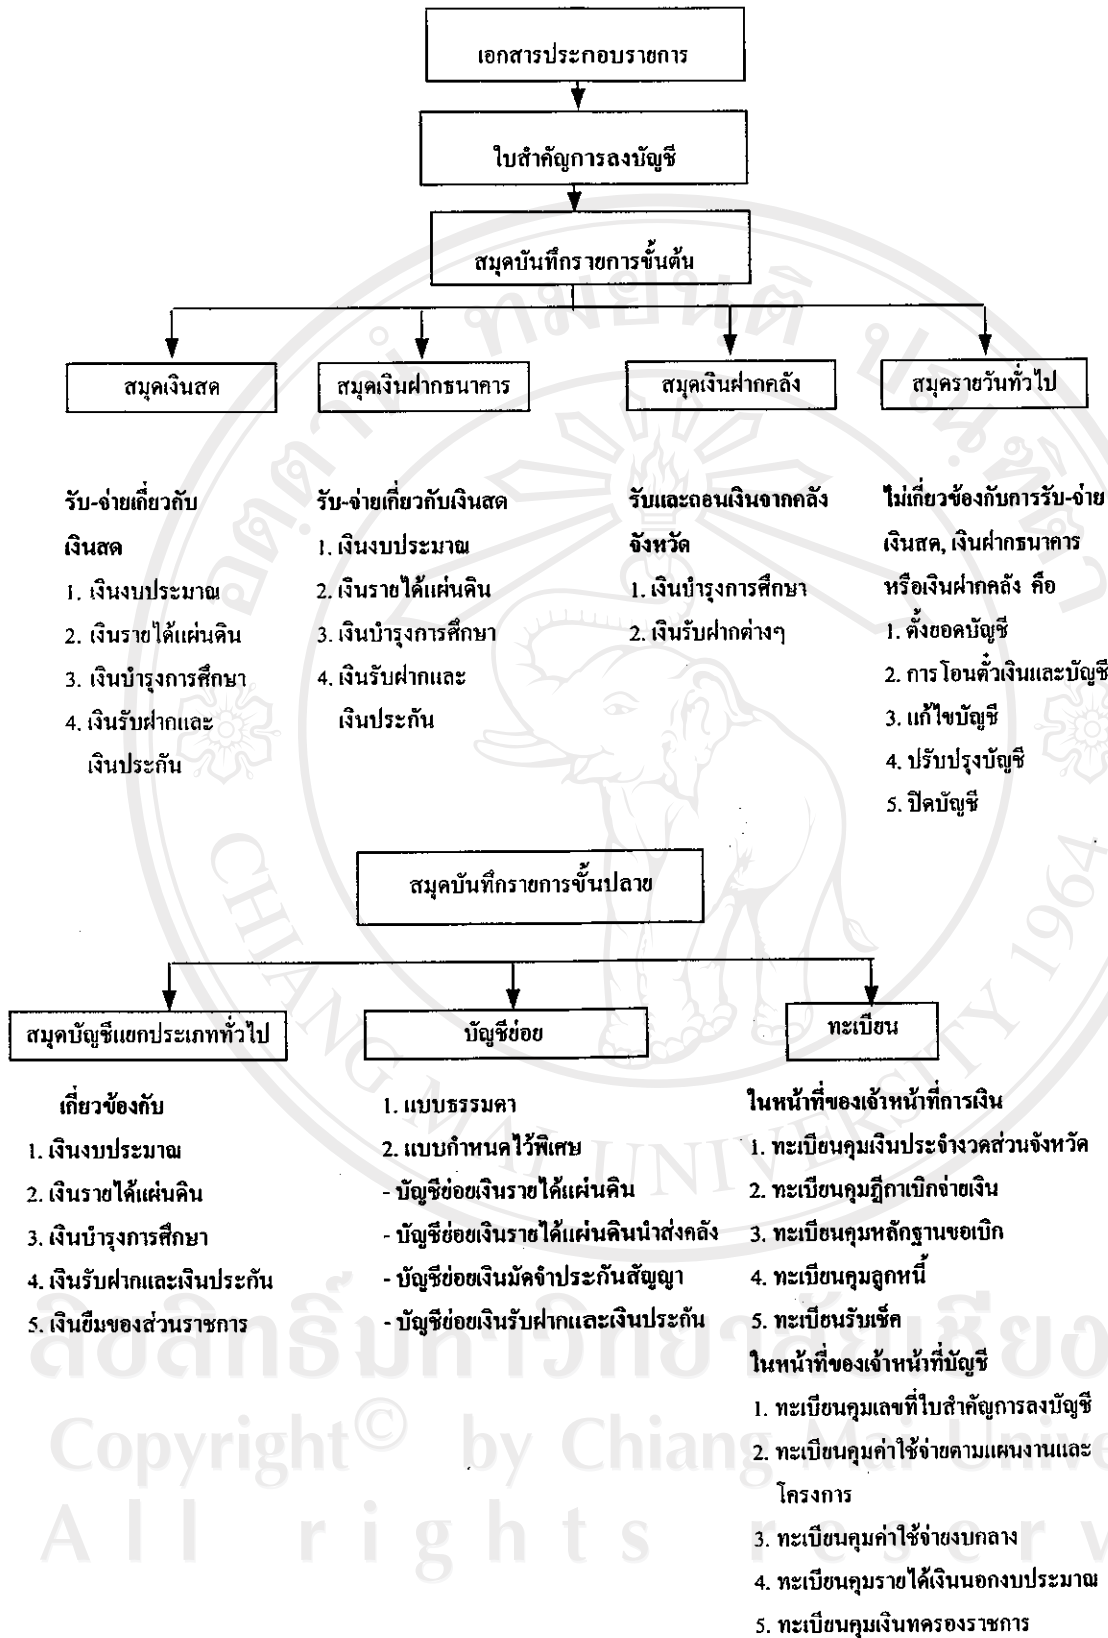 เอกสารประกอบรายการ
ใบสำคัญการลงบัญชี
สมุดบันทึกรายการขั้นต้น
สมุดเงินสด
สมุดเงินฝากธนาคาร
สมุดเงินฝากคลัง
สมุดรายวันทั่วไป
รับ-จ่ายเกี่ยวกับ
เงินสด
1. เงินงบประมาณ
2. เงินรายได้แผ่นดิน
3. เงินบำรุงการศึกษา
4. เงินรับฝากและ
เงินประกัน
รับ-จ่ายเกี่ยวกับเงินสด
1. เงินงบประมาณ
2. เงินรายได้แผ่นดิน
3. เงินบำรุงการศึกษา
4. เงินรับฝากและ
เงินประกัน
รับและถอนเงินจากคลัง
จังหวัด
1. เงินบำรุงการศึกษา
2. เงินรับฝากต่างๆ
ไม่เกี่ยวข้องกับการรับ-จ่าย
เงินสด, เงินฝากธนาคาร
หรือเงินฝากคลัง คือ
1. ตั้งยอดบัญชี
2. การโอนตั๋วเงินและบัญชี
3. แก้ไขบัญชี
4. ปรับปรุงบัญชี
5. ปิดบัญชี
สมุดบันทึกรายการขั้นปลาย
สมุดบัญชีแยกประเภททั่วไป
บัญชีย่อย
ทะเบียน
เกี่ยวข้องกับ
1. เงินงบประมาณ
2. เงินรายได้แผ่นดิน
3. เงินบำรุงการศึกษา
4. เงินรับฝากและเงินประกัน
5. เงินยืมของส่วนราชการ
1. แบบธรรมดา
2. แบบกำหนดไว้พิเศษ
- บัญชีย่อยเงินรายได้แผ่นดิน
- บัญชีย่อยเงินรายได้แผ่นดินนำส่งคลัง
- บัญชีย่อยเงินมัดจำประกันสัญญา
- บัญชีย่อยเงินรับฝากและเงินประกัน
ในหน้าที่ของเจ้าหน้าที่การเงิน
1. ทะเบียนคุมเงินประจำงวดส่วนจังหวัด
2. ทะเบียนคุมฎีกาเบิกจ่ายเงิน
3. ทะเบียนคุมหลักฐานขอเบิก
4. ทะเบียนคุมลูกหนี้
5. ทะเบียนรับเช็ค
ในหน้าที่ของเจ้าหน้าที่บัญชี
1. ทะเบียนคุมเลขที่ใบสำคัญการลงบัญชี
2. ทะเบียนคุมค่าใช้จ่ายตามแผนงานและ
โครงการ
3. ทะเบียนคุมค่าใช้จ่ายงบกลาง
4. ทะเบียนคุมรายได้เงินนอกงบประมาณ
5. ทะเบียนคุมเงินทดรองราชการ
CHIANG MAI UNIVERSITY 1964
Copyright© by Chiang Mai Unive
All rights reserv